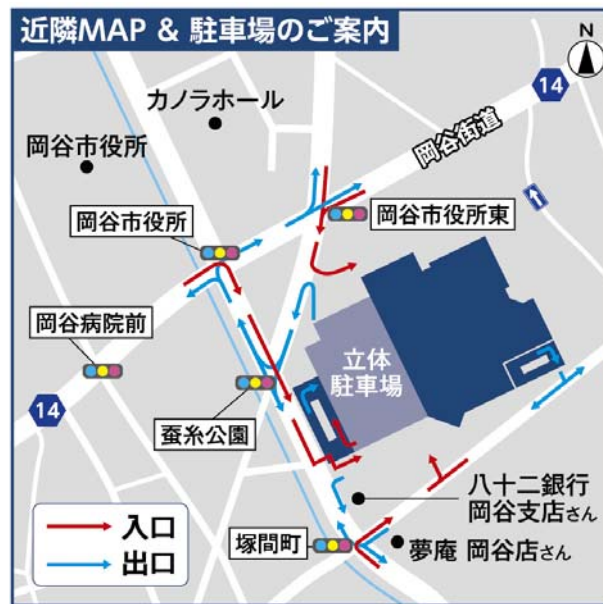 近隣MAP & 駐車場のご案内
N
14
カノラホール
岡谷街道
岡谷市役所
岡谷市役所
岡谷市役所東
岡谷病院前
立体
駐車場
14
蚕糸公園
八十二銀行
岡谷支店さん
入口
出口
塚間町
夢庵 岡谷店さん